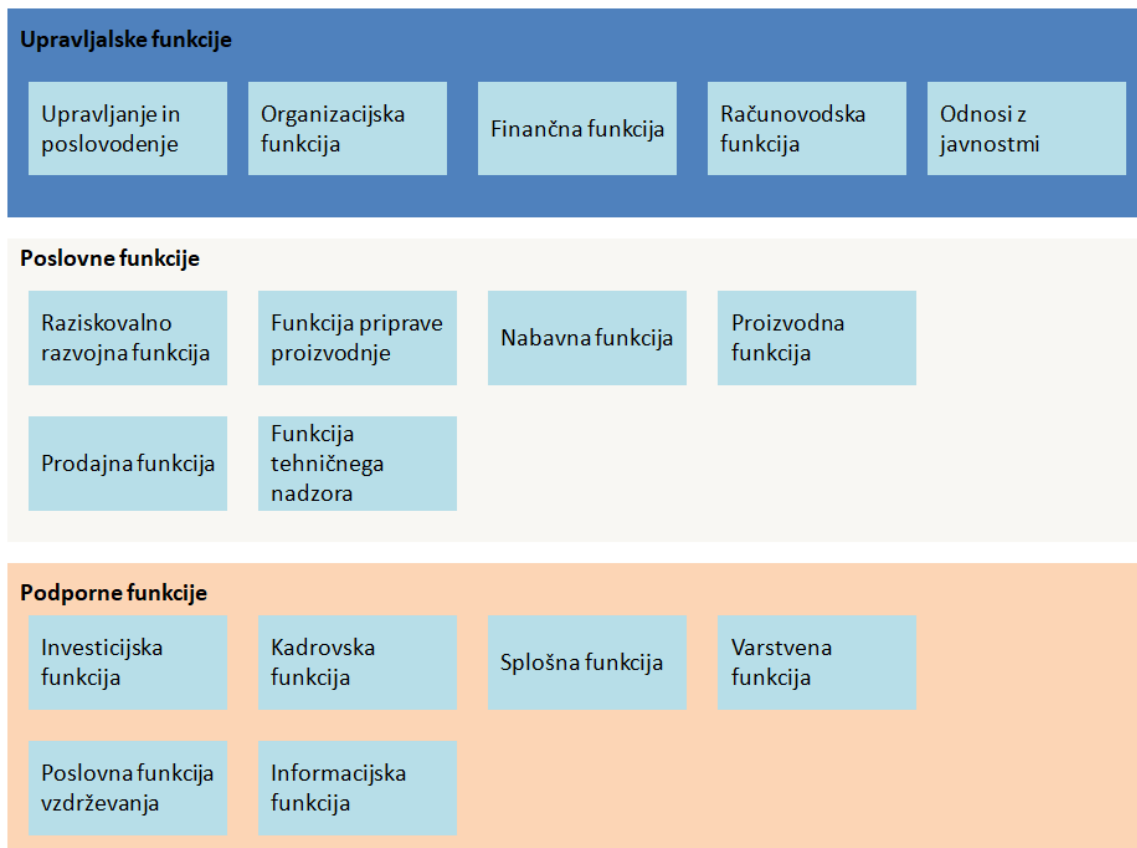 Upravljalske funkcije
Upravljanje in
poslovodenje
Organizacijska
funkcija
Finančna funkcija
Računovodska
funkcija
Odnosi z
javnostmi
Poslovne funkcije
Raziskovalno
razvojna funkcija
Funkcija priprave
proizvodnje
Nabavna funkcija
Proizvodna
funkcija
Prodajna funkcija
Funkcija
tehničnega
nadzora
Podporne funkcije
Investicijska
funkcija
Kadrovska
funkcija
Splošna funkcija
Varstvena
funkcija
Poslovna funkcija
vzdrževanja
Informacijska
funkcija